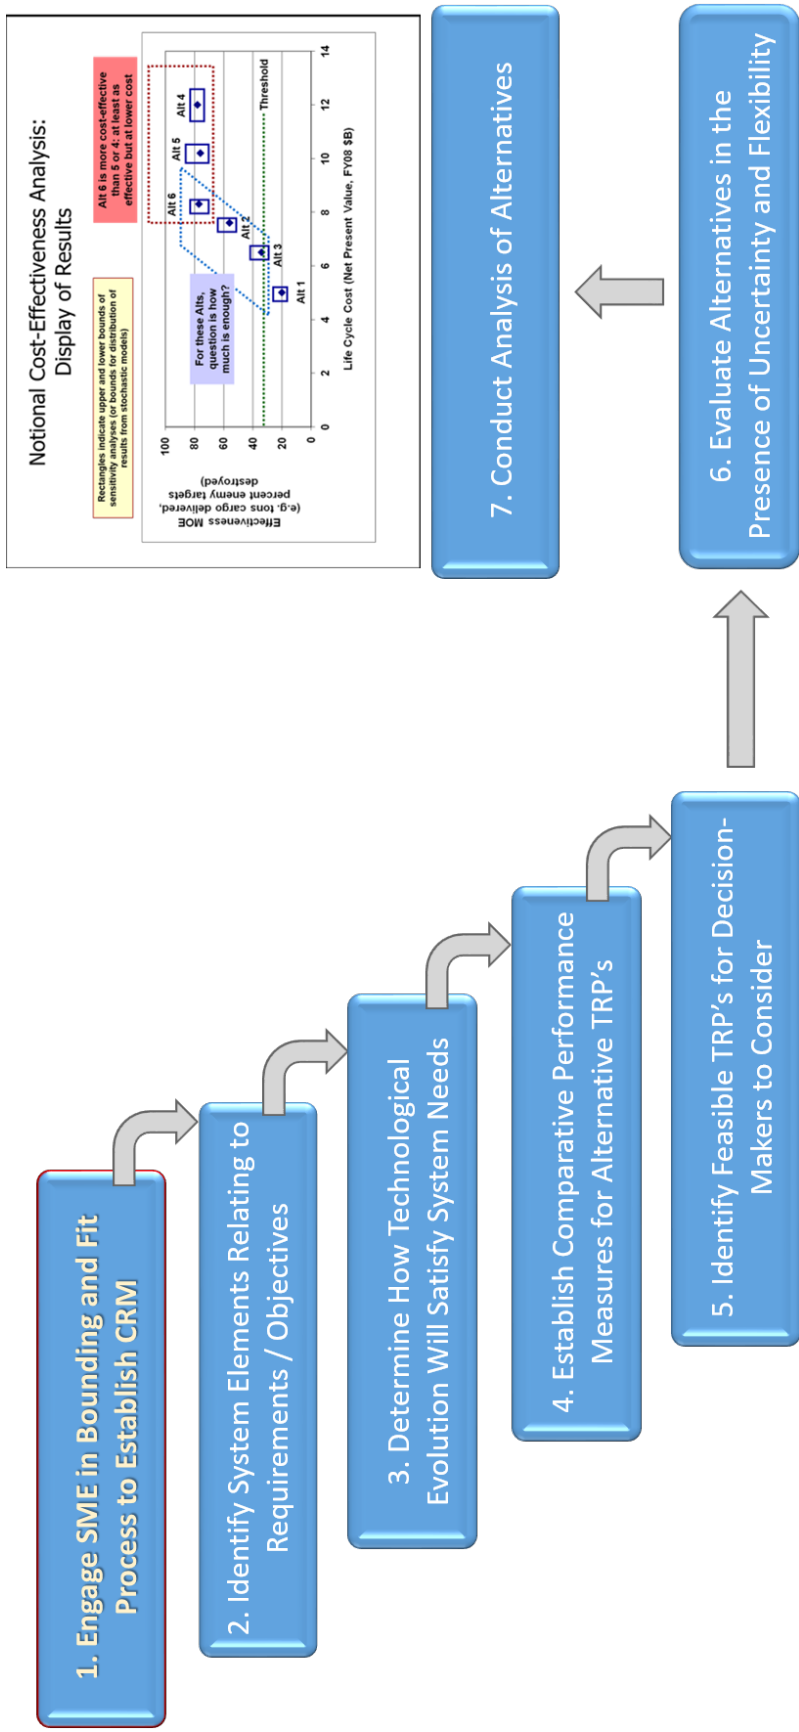 1. Engage SME in Bounding and Fit
Process to Establish CRM
2. Identify System Elements Relating to
Requirements / Objectives
3. Determine How Technological
Evolution Will Satisfy System Needs
4. Establish Comparative Performance
Measures for Alternative TRP's
5. Identify Feasible TRP's for Decision-
Makers to Consider
6. Evaluate Alternatives in the
Presence of Uncertainty and Flexibility
7. Conduct Analysis of Alternatives
Notional Cost-Effectiveness Analysis:
Display of Results
Rectangles indicate upper and lower bounds of
sensitivity analyses (or bounds for distribution of
results from stochastic models)
Alt 6 is more cost-effective
than 5 or 4: at least as
effective but at lower cost
Effectiveness MOE
(e.g. tons cargo delivered,
percent enemy targets
destroyed)
100
80
60
40
20
0
For these Alts,
question is how
much is enough?
Alt 6
Alt 5
Alt 4
Alt 2
Alt 3
Alt 1
Threshold
0
2
4
6
8
10
12
14
Life Cycle Cost (Net Present Value, FY08 $B)